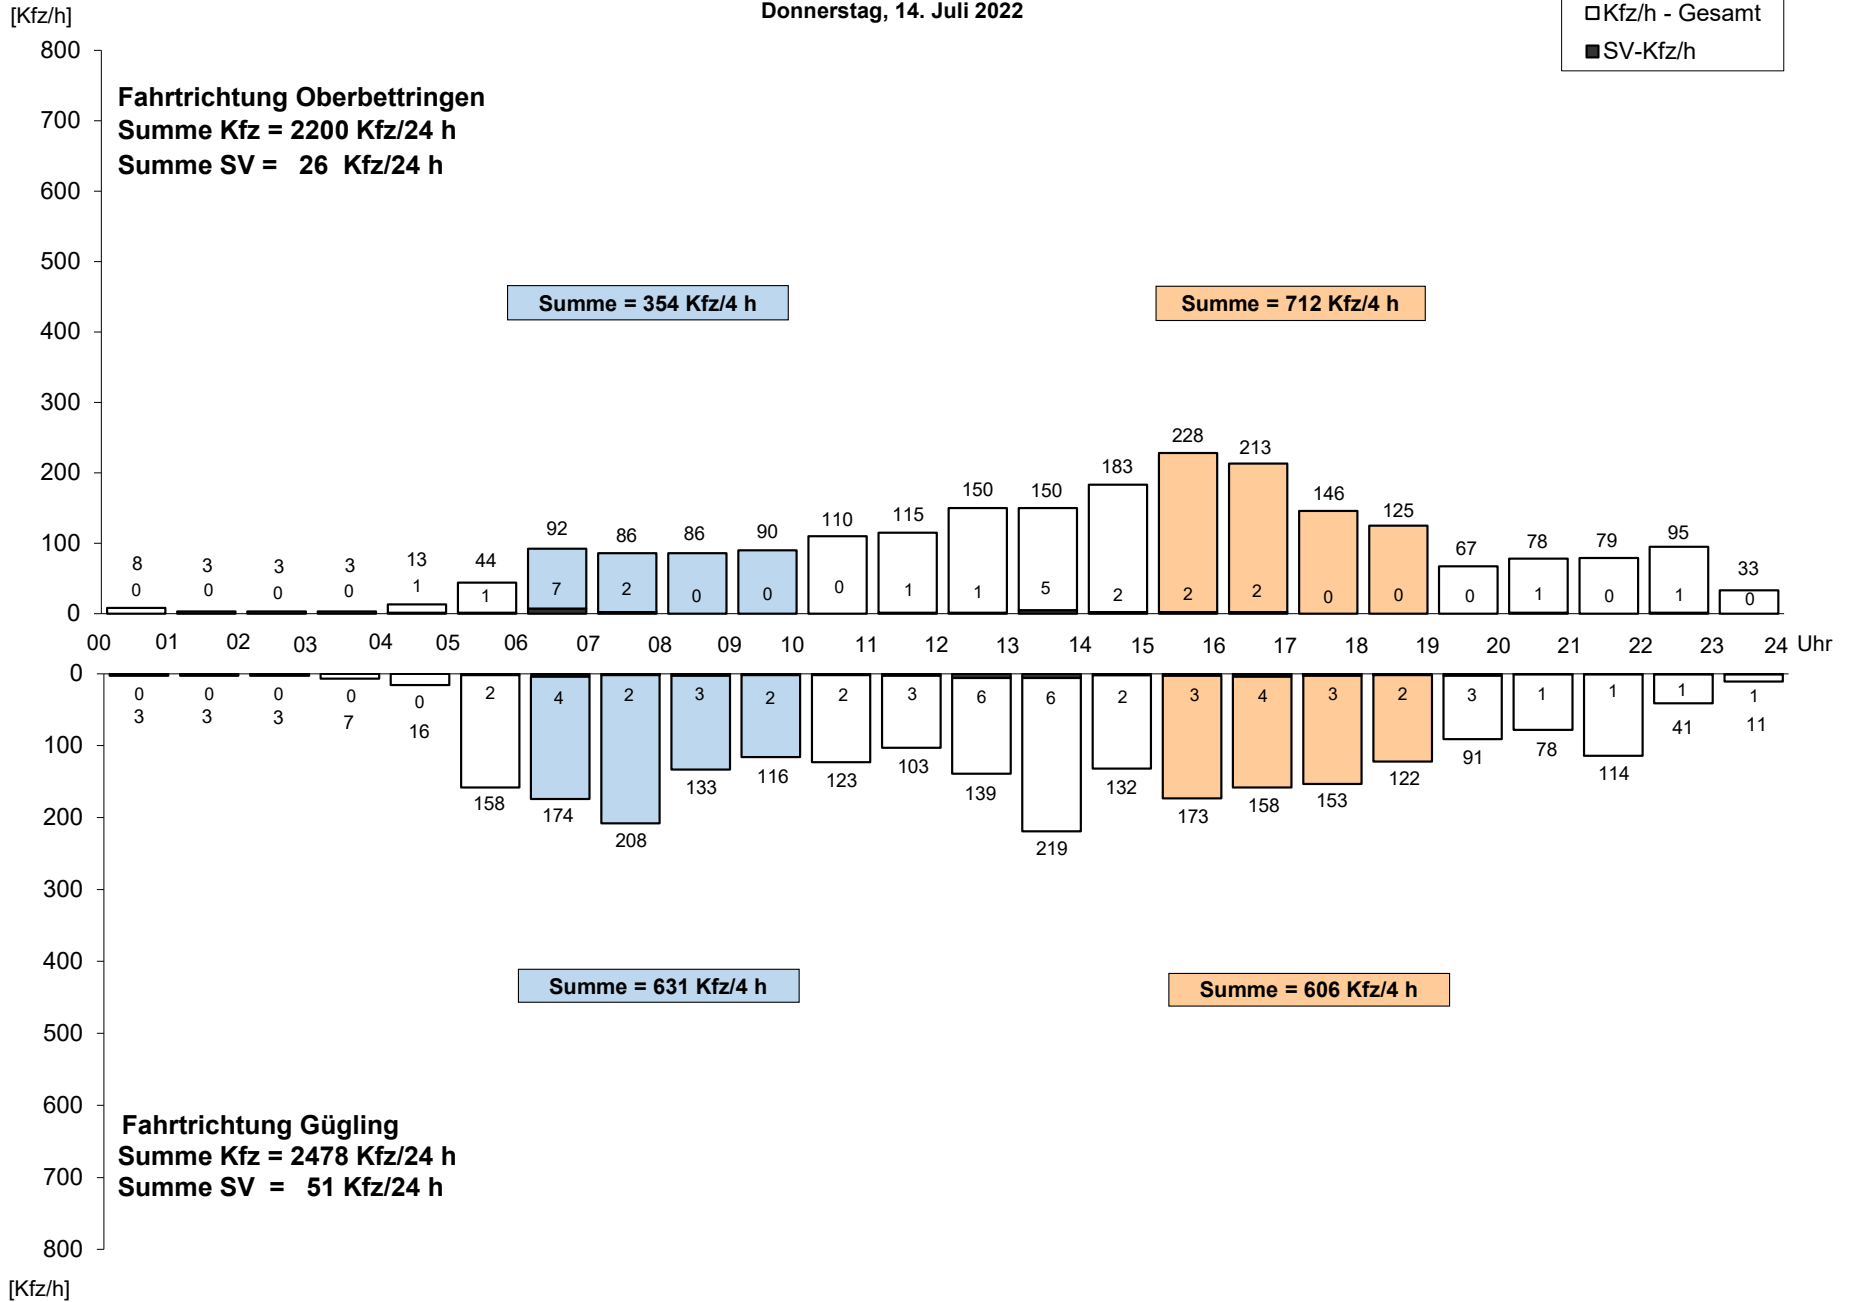 [Kfz/h]
Donnerstag, 14. Juli 2022
Kfz/h - Gesamt
SV-Kfz/h
800
700
600
500
400
300
200
100
0
Fahrtrichtung Oberbettringen
Summe Kfz = 2200 Kfz/24 h
Summe SV = 26 Kfz/24 h
Summe = 354 Kfz/4 h
Summe = 712 Kfz/4 h
8 3 3 3 13 44 92 86 86 90 110 115 150 150 183 228 213 146 125 67 78 79 95 33
0 0 0 0 1 1 7 2 0 0 0 1 1 5 2 2 2 0 0 0 1 0 1 0
00 01 02 03 04 05 06 07 08 09 10 11 12 13 14 15 16 17 18 19 20 21 22 23 24 Uhr
0 0 0 0 0 2 4 2 3 2 2 3 6 6 2 3 4 3 2 3 1 1 1 1
3 3 3 7 16 158 174 208 133 116 123 103 139 219 132 173 158 153 122 91 78 114 41 11
0
100
200
300
400
500
600
700
800
Summe = 631 Kfz/4 h
Summe = 606 Kfz/4 h
Fahrtrichtung Gügling
Summe Kfz = 2478 Kfz/24 h
Summe SV = 51 Kfz/24 h
[Kfz/h]